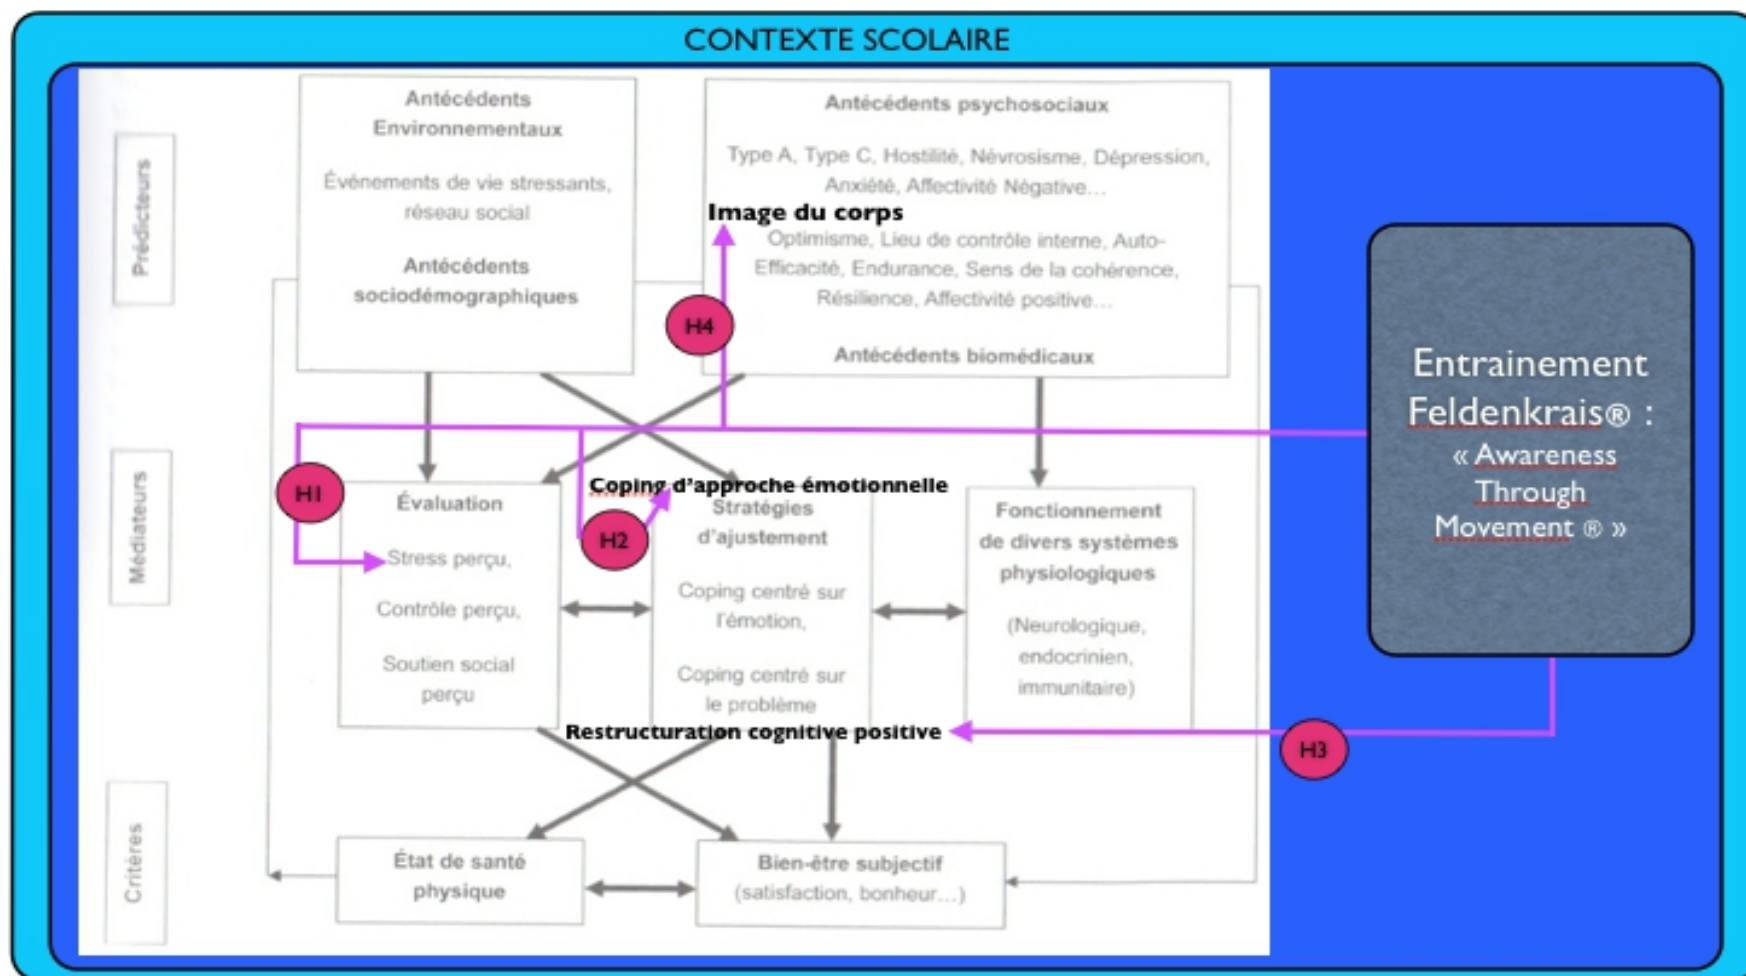 CONTEXTE SCOLAIRE
Prédicteurs
Antécédents
Environnementaux
Événements de vie stressants,
réseau social
Antécédents
sociodémographiques
Antécédents psychosociaux
Type A, Type C, Hostilité, Névrosisme, Dépression,
Anxiété, Affectivité Négative...
Image du corps
Optimisme, Lieu de contrôle interne, Auto-
Efficacité, Endurance, Sens de la cohérence,
Résilience, Affectivité positive...
Antécédents biomédicaux
H4
Entrainement
Feldenkrais® :
« Awareness
Through
Movement ® »
Médiateurs
H1
Évaluation
Stress perçu,
Contrôle perçu,
Soutien social
perçu
H2
Coping d'approche émotionnelle
Stratégies
d'ajustement
Coping centré sur
l'émotion,
Coping centré sur
le problème
Restructuration cognitive positive
Fonctionnement
de divers systèmes
physiologiques
(Neurologique,
endocrinien,
immunitaire)
H3
Critères
État de santé
physique
Bien-être subjectif
(satisfaction, bonheur...)